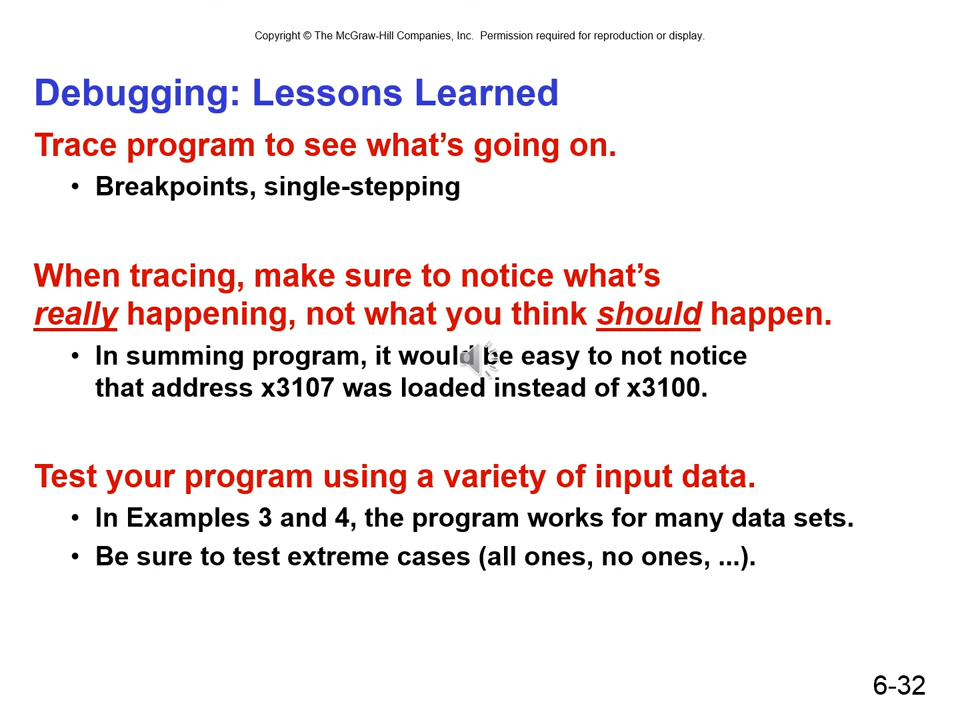 Copyright © The McGraw-Hill Companies, Inc.  Permission required for reproduction or display.
Debugging: Lessons Learned
Trace program to see what’s going on.
• Breakpoints, single-stepping
When tracing, make sure to notice what’s
really happening, not what you think should happen.
• In summing program, it would be easy to not notice
that address x3107 was loaded instead of x3100.
Test your program using a variety of input data.
• In Examples 3 and 4, the program works for many data sets.
• Be sure to test extreme cases (all ones, no ones, ...).
6-32